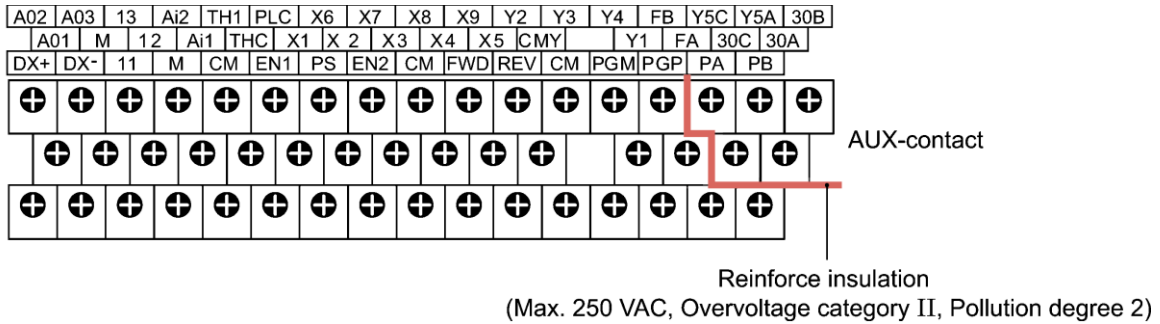 A02 A03 13 Ai2 TH1 PLC X6 X7 X8 X9 Y2 Y3 Y4 FB Y5C Y5A 30B
A01 M 12 Ai1 THC X1 X 2 X3 X4 X5 CMY Y1 FA 30C 30A
DX+ DX- 11 M CM EN1 PS EN2 CM FWD REV CM PGM PGP PA PB
AUX-contact
Reinforce insulation
(Max. 250 VAC, Overvoltage category II, Pollution degree 2)